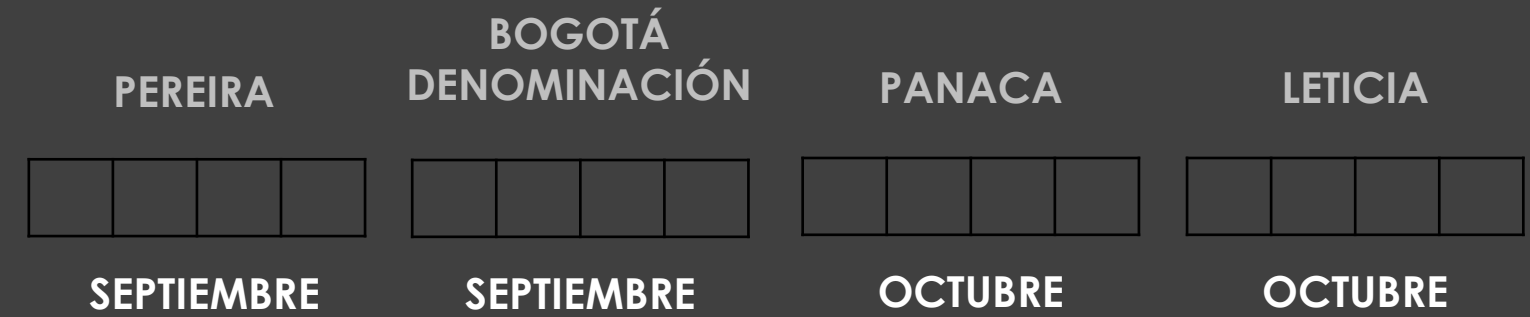 PEREIRA
BOGOTÁ
DENOMINACIÓN
PANACA
LETICIA
SEPTIEMBRE
SEPTIEMBRE
OCTUBRE
OCTUBRE